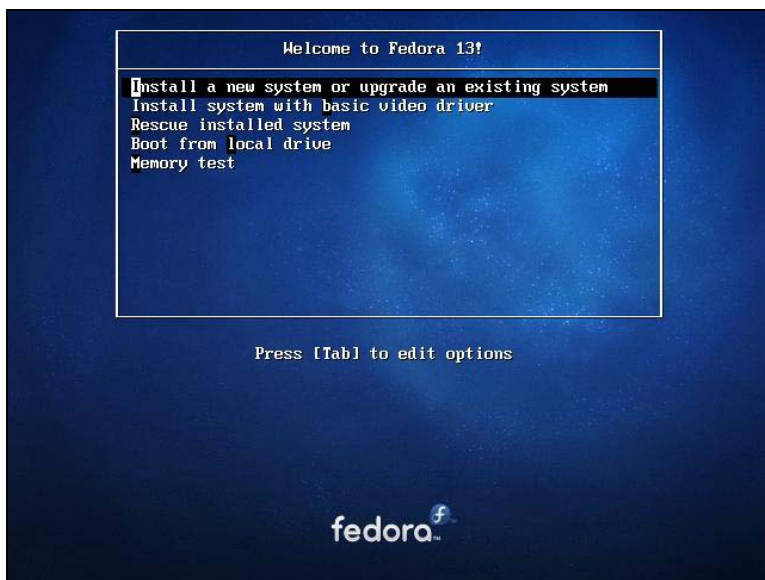 Welcome to Fedora 13!
Install a new system or upgrade an existing system
Install system with basic video driver
Rescue installed system
Boot from local drive
Memory test
Press [Tab] to edit options
fedora™